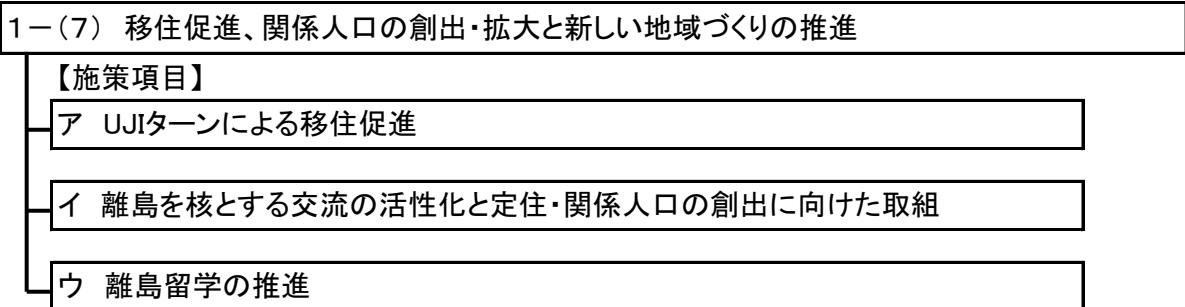 １－（７） 移住促進、関係人口の創出・拡大と新しい地域づくりの推進
【施策項目】
ア UJIターンによる移住促進
イ 離島を核とする交流の活性化と定住・関係人口の創出に向けた取組
ウ 離島留学の推進